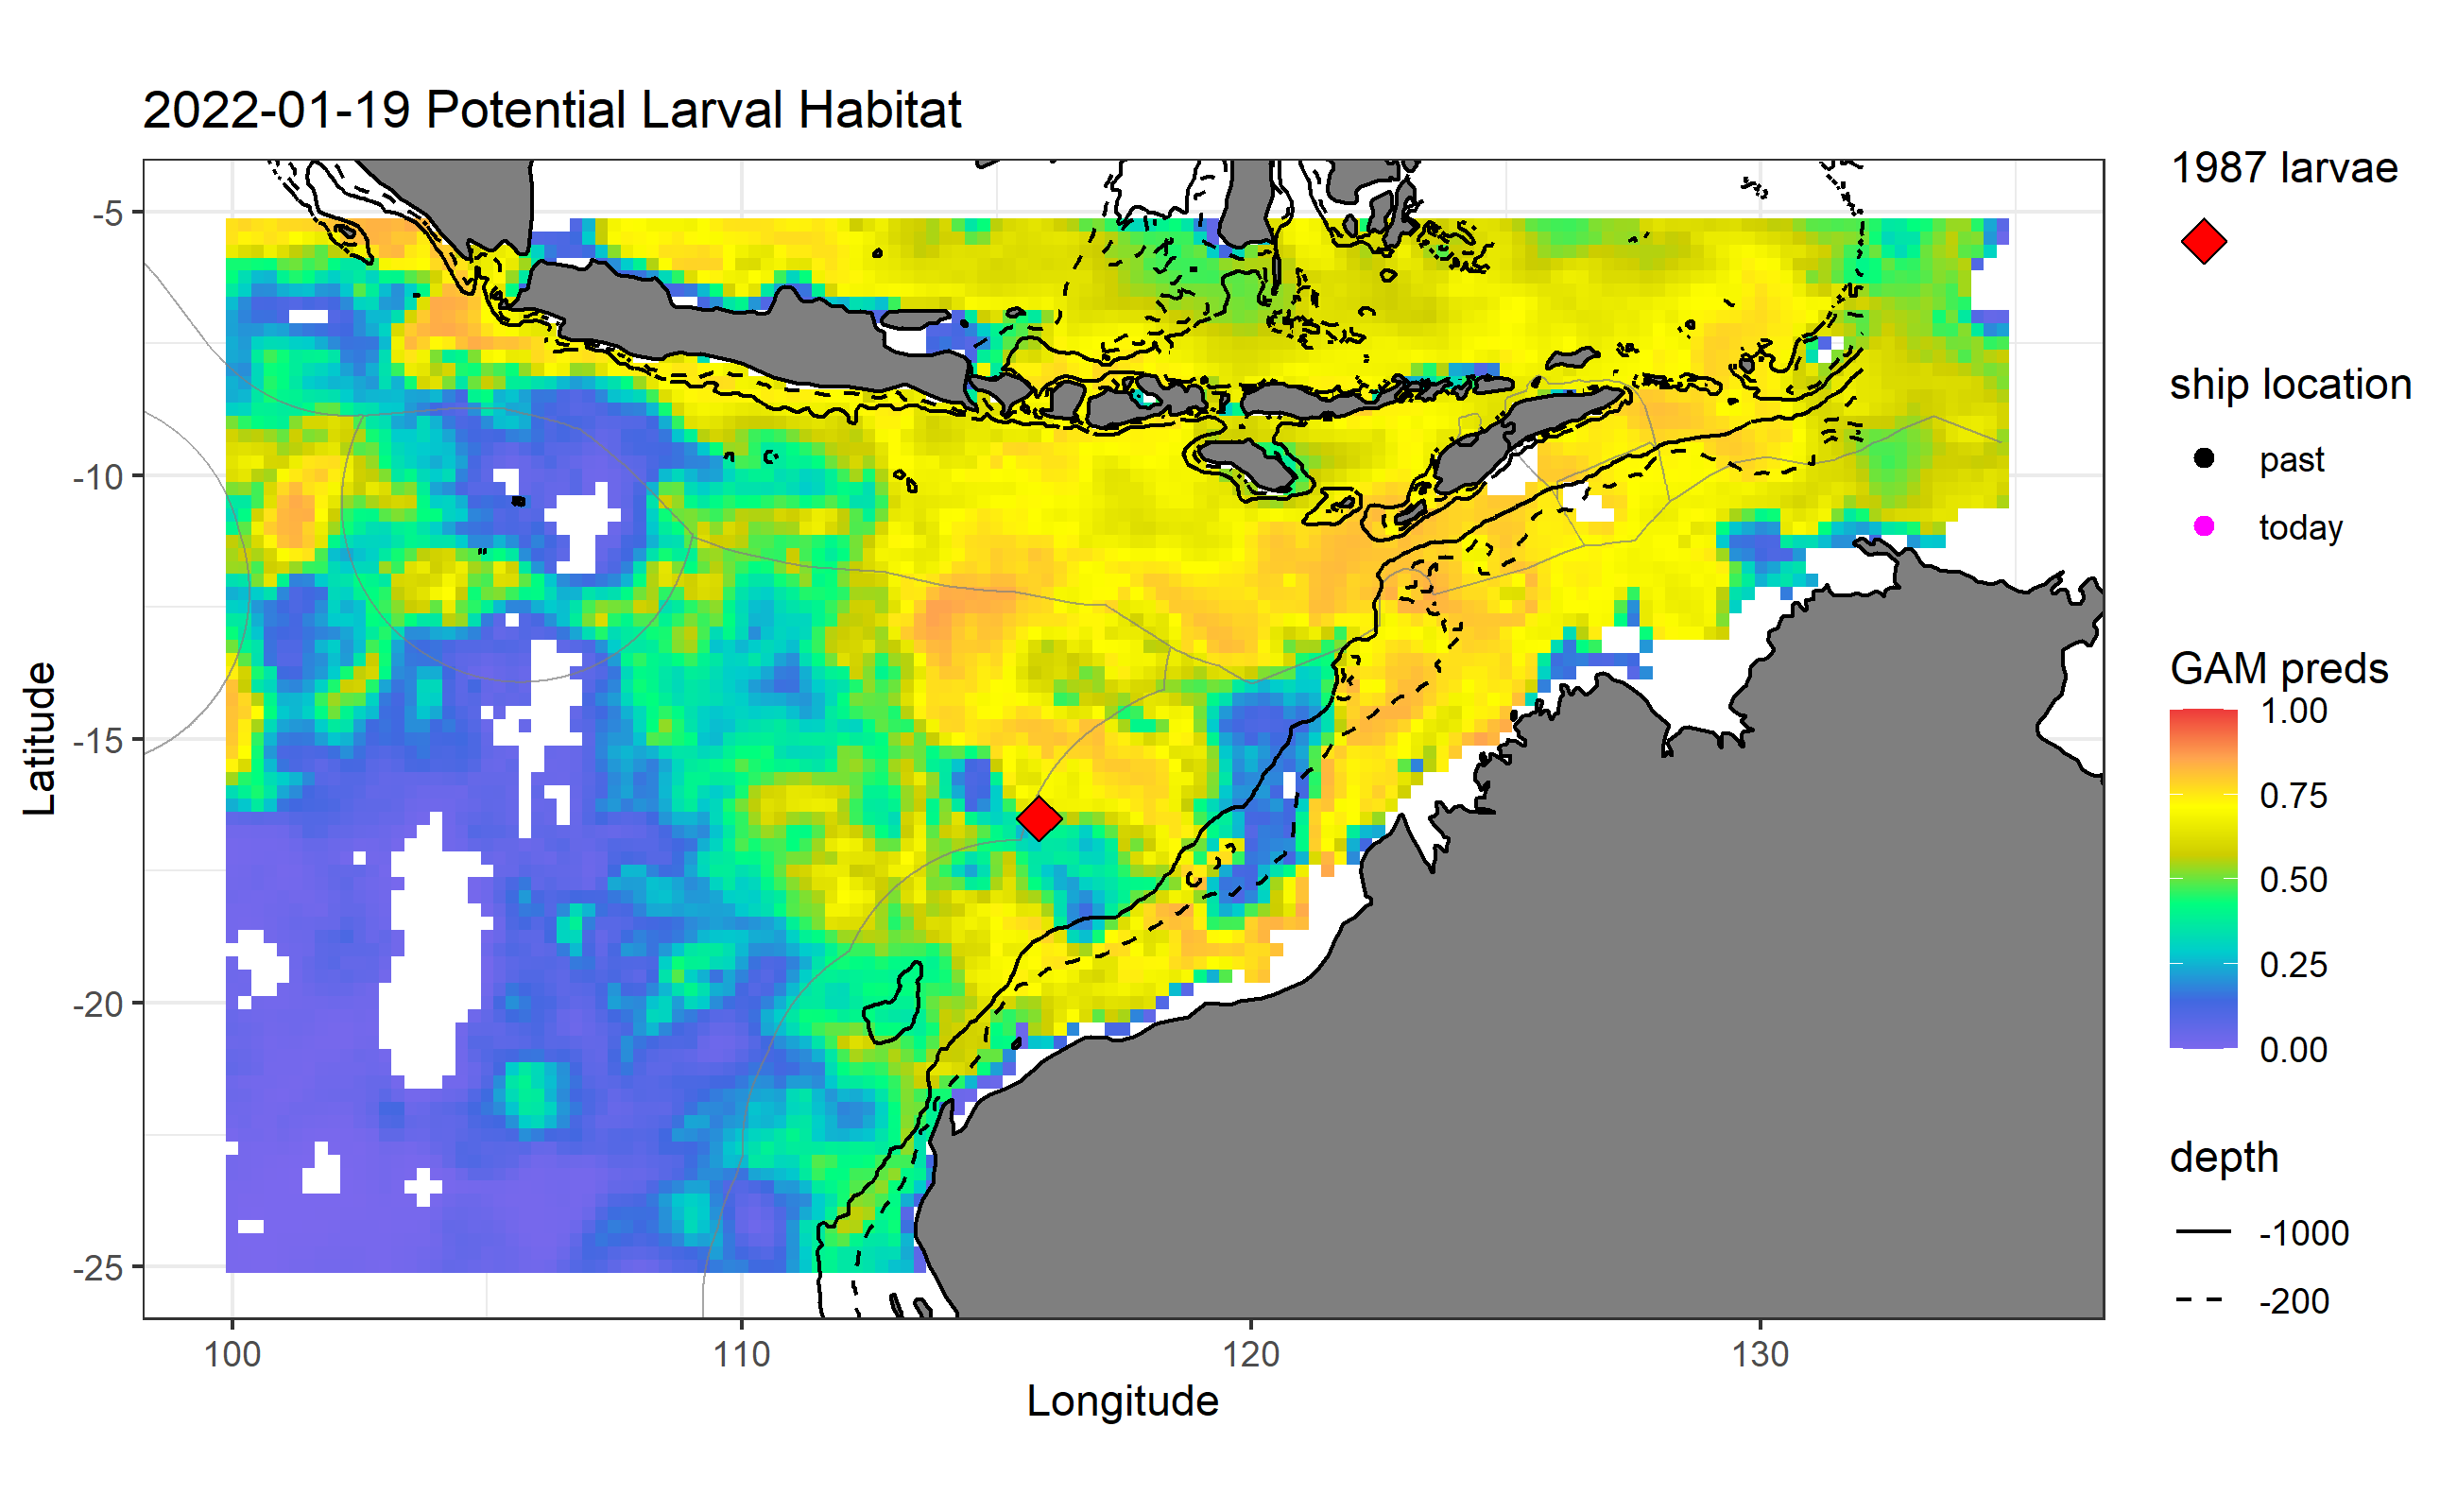 2022-01-19 Potential Larval Habitat
-5
-10
-15
-20
-25
Latitude
100
110
120
130
Longitude
1987 larvae
ship location
past
today
GAM preds
1.00
0.75
0.50
0.25
0.00
depth
-1000
-200